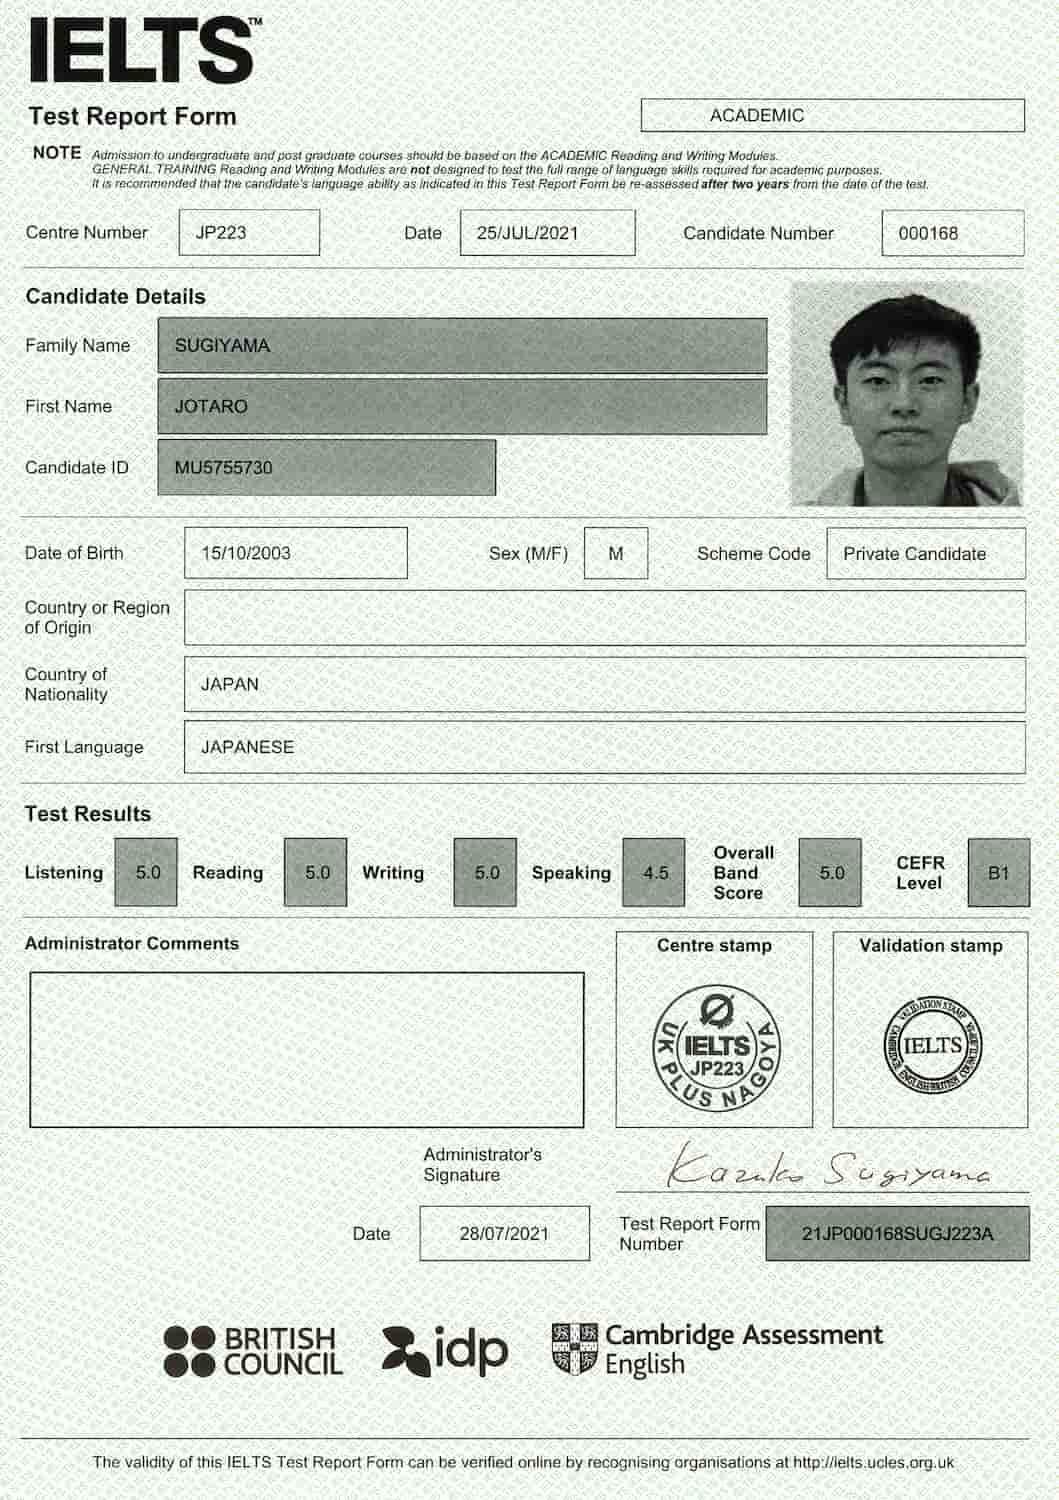 IELTS™
Test Report Form
ACADEMIC
NOTE Admission to undergraduate and post graduate courses should be based on the ACADEMIC Reading and Writing Modules.
GENERAL TRAINING Reading and Writing Modules are not designed to test the full range of language skills required for academic purposes.
It is recommended that the candidate's language ability as indicated in this Test Report Form be re-assessed after two years from the date of the test.
Centre Number JP223 Date 25/JUL/2021 Candidate Number 000168
Candidate Details
Family Name SUGIYAMA
First Name JOTARO
Candidate ID MU5755730
Date of Birth 15/10/2003 Sex (M/F) M Scheme Code Private Candidate
Country or Region
of Origin
Country of
Nationality
JAPAN
First Language JAPANESE
Test Results
Listening 5.0 Reading 5.0 Writing 5.0 Speaking 4.5 Overall Band Score 5.0 CEFR Level B1
Administrator Comments
Centre stamp
IELTS
JP223
UK PLUS NAGOYA
Validation stamp
VALIDATION STAMP
IELTS
Administrator's
Signature
Kazuko Sugiyama
Date 28/07/2021
Test Report Form
Number
21JP000168SUGJ223A
BRITISH
COUNCIL
idp
Cambridge Assessment
English
The validity of this IELTS Test Report Form can be verified online by recognising organisations at http://ielts.ucles.org.uk